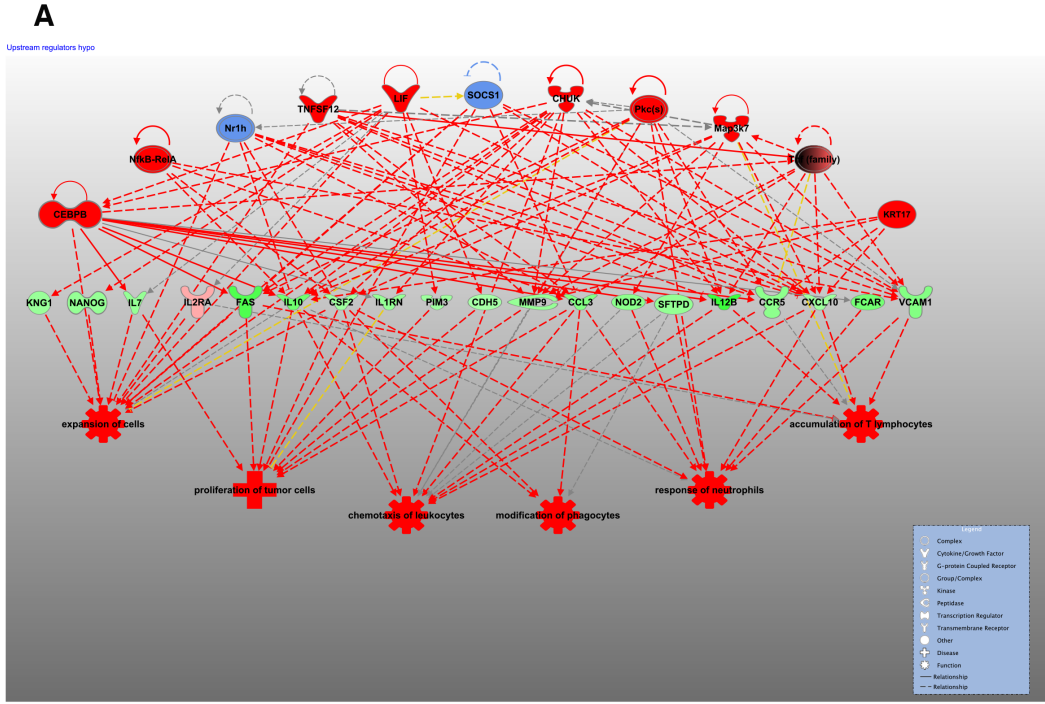 A
Upstream regulators hypo
LIF
SOCS1
CHUK
TNFSF12
Pkc(s)
Nr1h
Map3k7
NfkB-RelA
(family)
CEBPB
KRT17
KNG1
NANOG
IL7
IL2RA
FAS
IL10
CSF2
IL1RN
PIM3
CDH5
MMP9
CCL3
NOD2
SFTPD
IL12B
CCR5
CXCL10
FCAR
VCAM1
expansion of cells
accumulation of T lymphocytes
proliferation of tumor cells
response of neutrophils
chemotaxis of leukocytes
modification of phagocytes
Legend
Complex
Cytokine/Growth Factor
G-protein Coupled Receptor
Group/Complex
Kinase
Peptidase
Transcription Regulator
Transmembrane Receptor
Other
Disease
Function
Relationship
Relationship